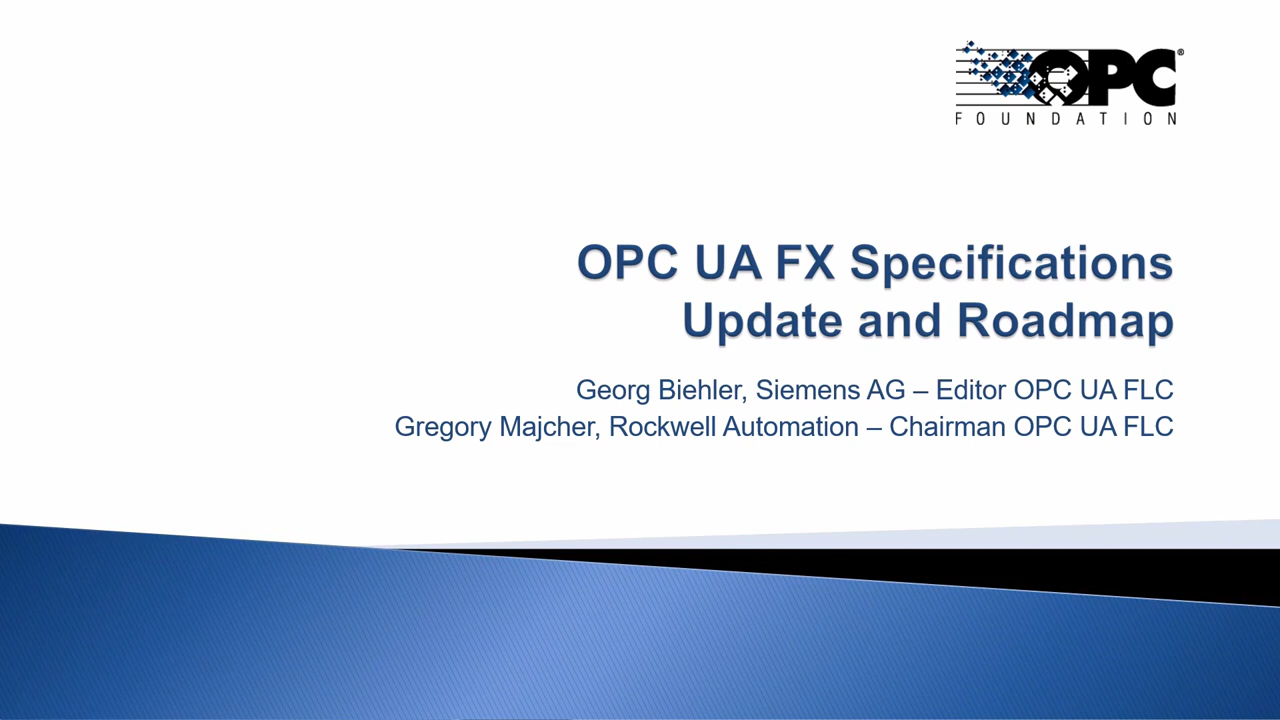 OPC®
FOUNDATION
OPC UA FX Specifications
Update and Roadmap
Georg Biehler, Siemens AG – Editor OPC UA FLC
Gregory Majcher, Rockwell Automation – Chairman OPC UA FLC